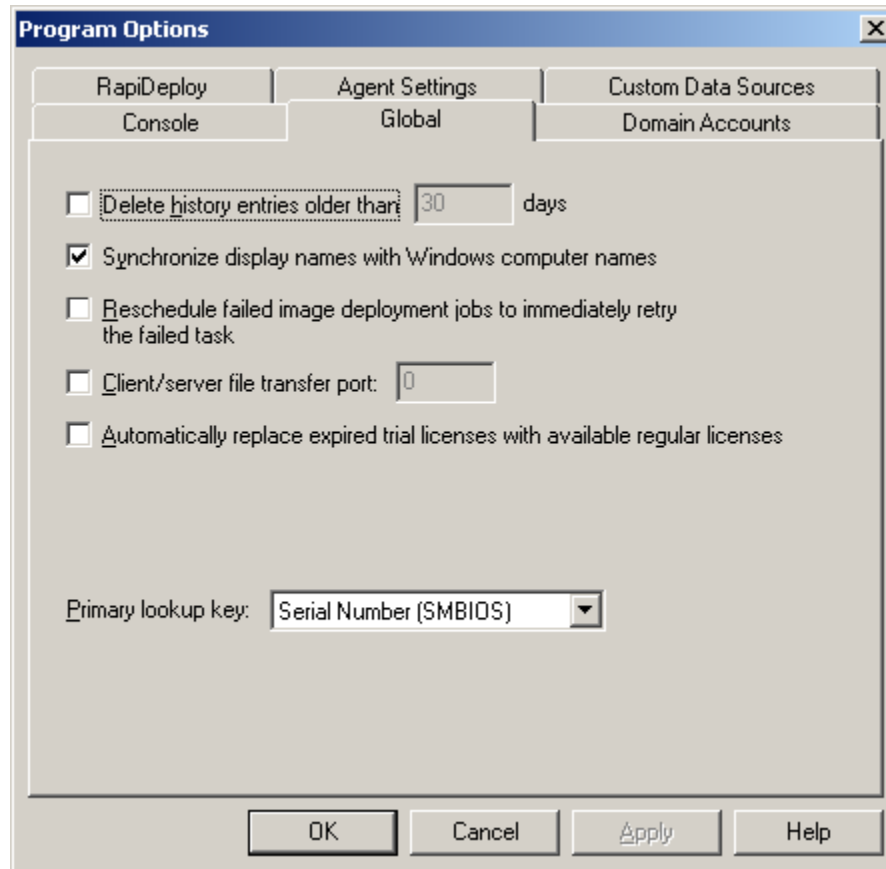 Program Options
RapiDeploy Agent Settings Custom Data Sources
Console Global Domain Accounts
Delete history entries older than 30 days
Synchronize display names with Windows computer names
Reschedule failed image deployment jobs to immediately retry
the failed task
Client/server file transfer port: 0
Automatically replace expired trial licenses with available regular licenses
Primary lookup key: Serial Number (SMBIOS)
OK Cancel Apply Help